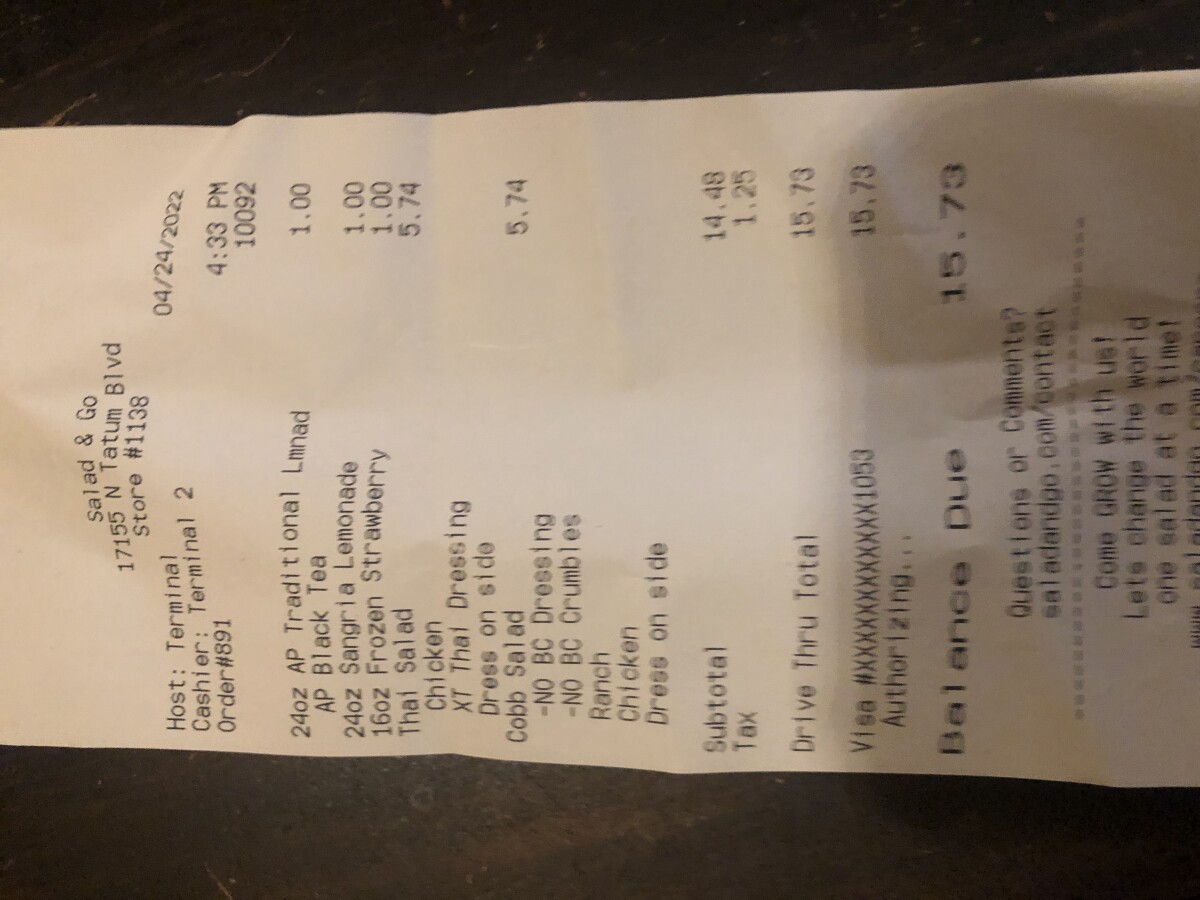 Salad & Go
17155 N Tatum Blvd
Store #1138
Host: Terminal 04/24/2022
Cashier: Terminal 2 4:33 PM
Order#891 10092
24oz AP Traditional Lmnad 1.00
AP Black Tea
24oz Sangria Lemonade 1.00
16oz Frozen Strawberry 1.00
Thai Salad 5.74
Chicken
XT Thai Dressing
Dress on side
Cobb Salad 5.74
-NO BC Dressing
-NO BC Crumbles
Ranch
Chicken
Dress on side
Subtotal 14.48
Tax 1.25
Drive Thru Total 15.73
Visa #XXXXXXXXXXXX1053 15.73
Authorizing...
Balance Due 15.73
Questions or Comments?
saladandgo.com/contact
Come GROW with us!
Lets change the world
one salad at a time!